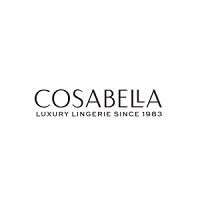 COSABELLA
LUXURY LINGERIE SINCE 1983